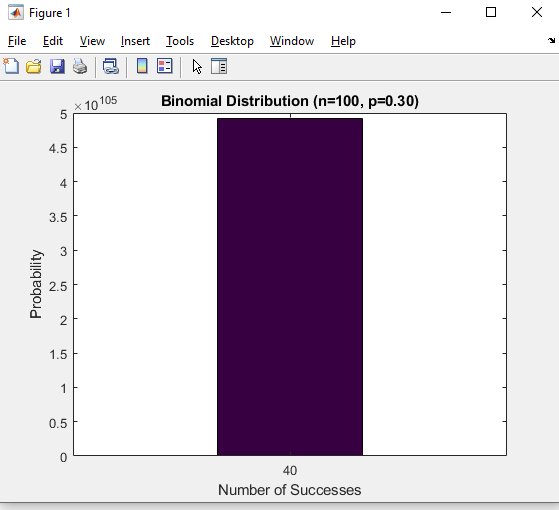 Figure 1
File Edit View Insert Tools Desktop Window Help
×10^105
Binomial Distribution (n=100, p=0.30)
5
4.5
4
3.5
3
2.5
2
1.5
1
0.5
0
Probability
40
Number of Successes